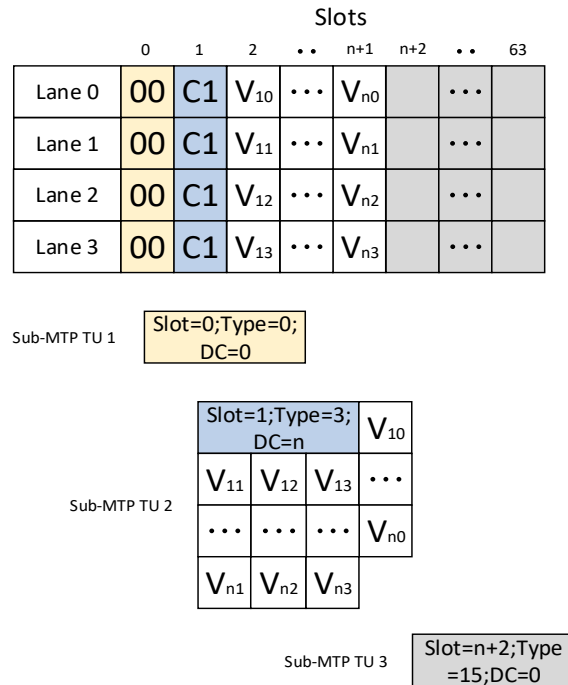 Slots
0 1 2 •• n+1 n+2 •• 63
Lane 0 00 C1 V10 ••• Vn0 •••
Lane 1 00 C1 V11 ••• Vn1 •••
Lane 2 00 C1 V12 ••• Vn2 •••
Lane 3 00 C1 V13 ••• Vn3 •••
Sub-MTP TU 1
Slot=0;Type=0;
DC=0
Sub-MTP TU 2
Slot=1;Type=3;
DC=n
V10
V11 V12 V13 •••
••• ••• ••• Vn0
Vn1 Vn2 Vn3
Sub-MTP TU 3
Slot=n+2;Type
=15;DC=0